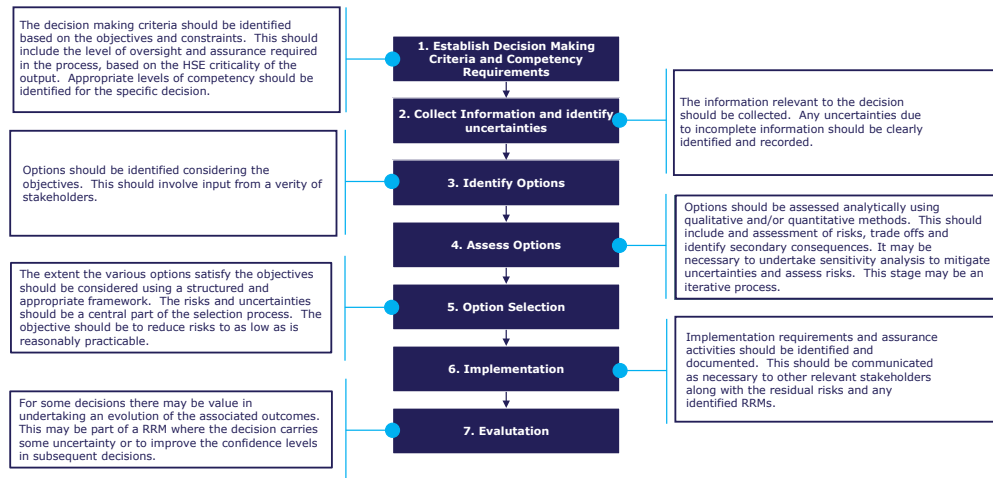 The decision making criteria should be identified
based on the objectives and constraints. This should
include the level of oversight and assurance required
in the process, based on the HSE criticality of the
output. Appropriate levels of competency should be
identified for the specific decision.
1. Establish Decision Making
Criteria and Competency
Requirements
2. Collect Information and identify
uncertainties
The information relevant to the decision
should be collected. Any uncertainties due
to incomplete information should be clearly
identified and recorded.
Options should be identified considering the
objectives. This should involve input from a verity of
stakeholders.
3. Identify Options
4. Assess Options
Options should be assessed analytically using
qualitative and/or quantitative methods. This should
include and assessment of risks, trade offs and
identify secondary consequences. It may be
necessary to undertake sensitivity analysis to mitigate
uncertainties and assess risks. This stage may be an
iterative process.
The extent the various options satisfy the objectives
should be considered using a structured and
appropriate framework. The risks and uncertainties
should be a central part of the selection process. The
objective should be to reduce risks to as low as is
reasonably practicable.
5. Option Selection
6. Implementation
Implementation requirements and assurance
activities should be identified and
documented. This should be communicated
as necessary to other relevant stakeholders
along with the residual risks and any
identified RRMs.
For some decisions there may be value in
undertaking an evolution of the associated outcomes.
This may be part of a RRM where the decision carries
some uncertainty or to improve the confidence levels
in subsequent decisions.
7. Evalutation